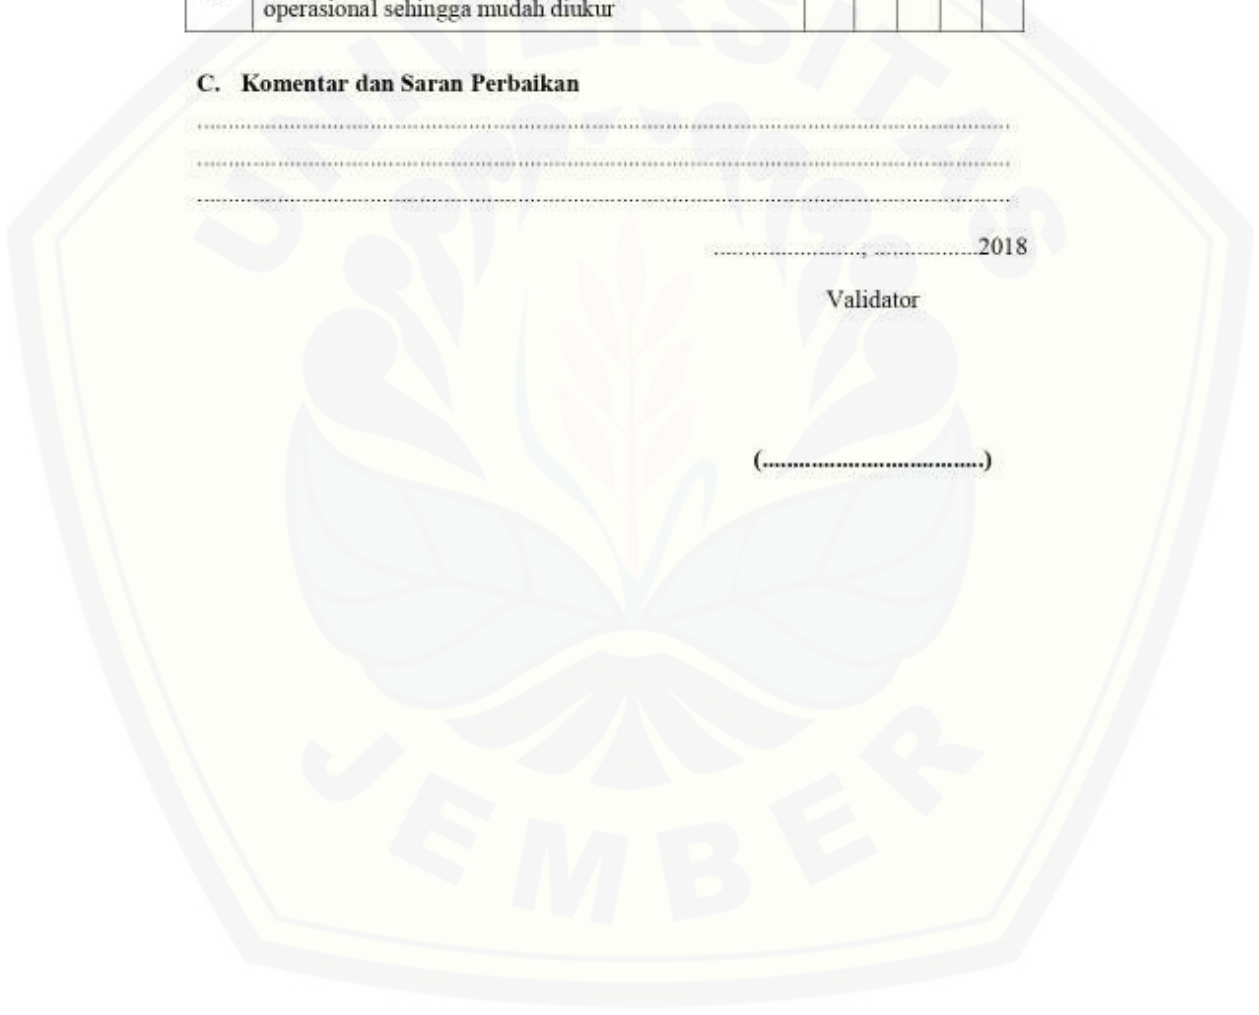 operasional sehingga mudah diukur
C. Komentar dan Saran Perbaikan
........................................................................................................................
........................................................................................................................
........................................................................................................................
........................, ..................2018
Validator
(....................................)
UNIVERSITAS
JEMBER